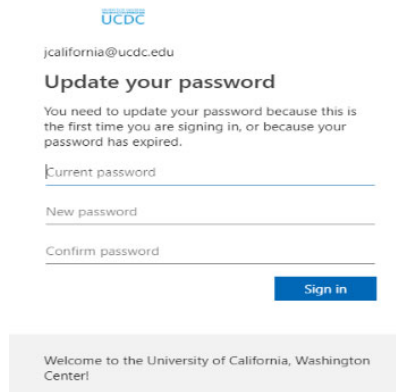 UCDC
jcalifornia@ucdc.edu
Update your password
You need to update your password because this is
the first time you are signing in, or because your
password has expired.
Current password
New password
Confirm password
Sign in
Welcome to the University of California, Washington
Center!